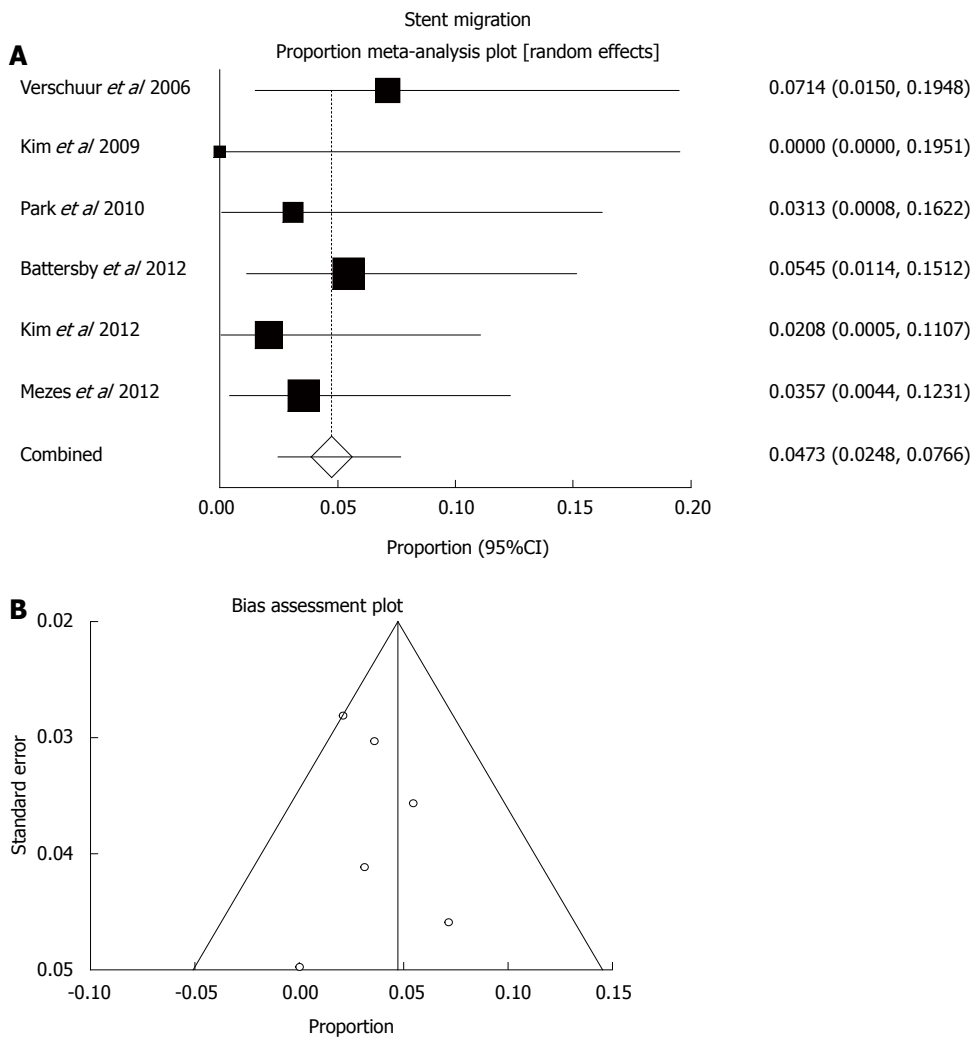 Stent migration
A
Proportion meta-analysis plot [random effects]
Verschuur et al 2006 0.0714 (0.0150, 0.1948)
Kim et al 2009 0.0000 (0.0000, 0.1951)
Park et al 2010 0.0313 (0.0008, 0.1622)
Battersby et al 2012 0.0545 (0.0114, 0.1512)
Kim et al 2012 0.0208 (0.0005, 0.1107)
Mezes et al 2012 0.0357 (0.0044, 0.1231)
Combined 0.0473 (0.0248, 0.0766)
0.00 0.05 0.10 0.15 0.20
Proportion (95%CI)
B
Bias assessment plot
0.02
0.03
0.04
0.05
Standard error
-0.10 -0.05 0.00 0.05 0.10 0.15
Proportion